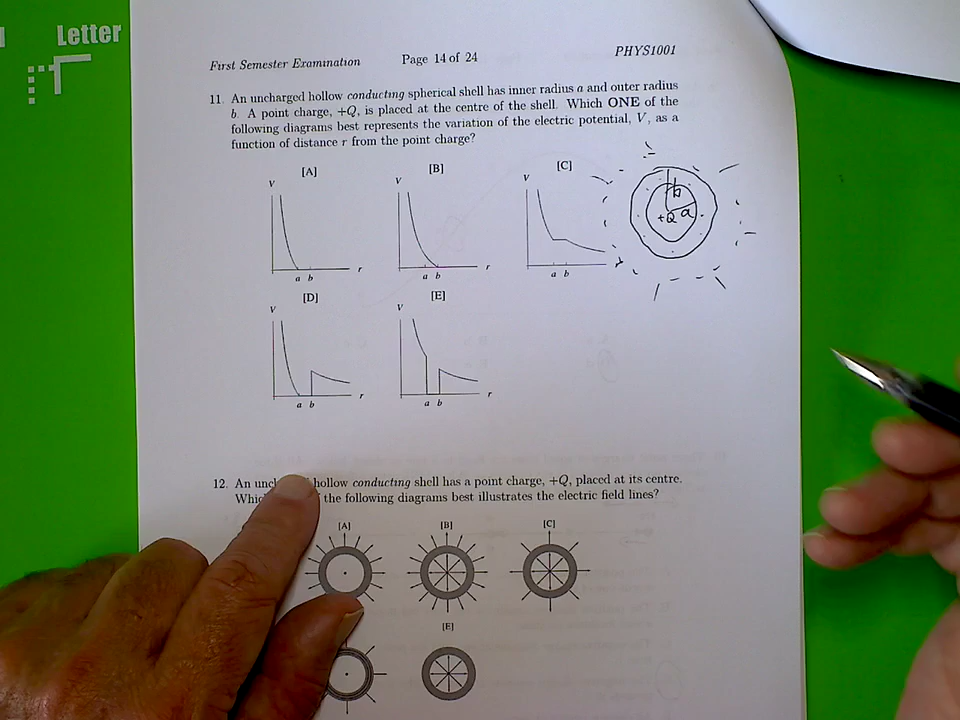 Letter
First Semester Examination Page 14 of 24 PHYS1001
11. An uncharged hollow conducting spherical shell has inner radius a and outer radius
b. A point charge, +Q, is placed at the centre of the shell. Which ONE of the
following diagrams best represents the variation of the electric potential, V, as a
function of distance r from the point charge?
[A] [B] [C]
V V V
b
+Q a
r r
a b a b a b
[D] [E]
V V
r r
a b a b
12. An hollow conducting shell has a point charge, +Q, placed at its centre.
the following diagrams best illustrates the electric field lines?
[A] [B] [C]
[E]